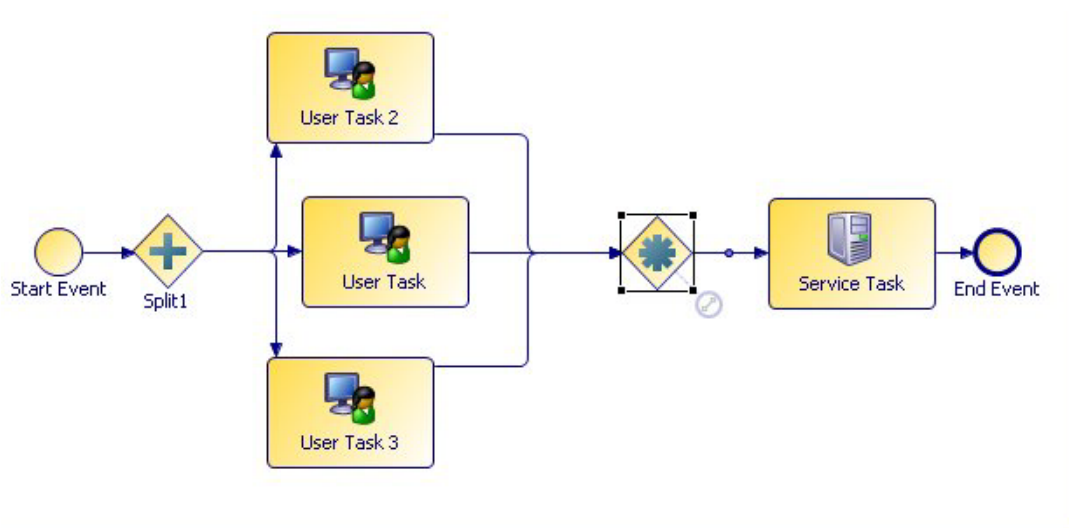 User Task 2
Start Event
Split1
User Task
Service Task
End Event
User Task 3